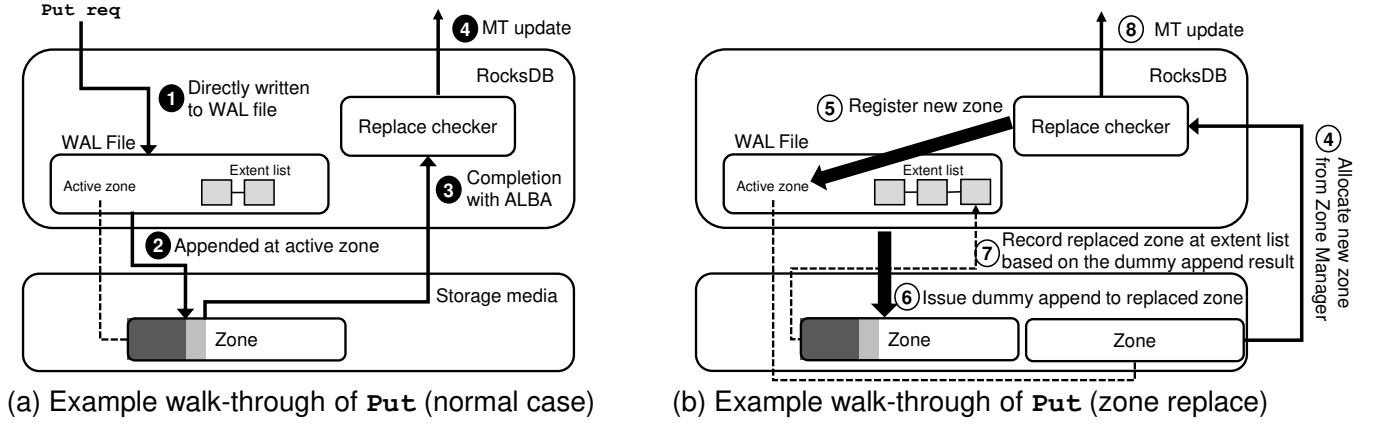 Put req
4 MT update
RocksDB
1 Directly written
to WAL file
Replace checker
WAL File
Extent list
Active zone
3 Completion
with ALBA
2 Appended at active zone
Storage media
Zone
(a) Example walk-through of Put (normal case)
8 MT update
RocksDB
5 Register new zone
Replace checker
WAL File
Extent list
Active zone
4 Allocate new zone
from Zone Manager
7 Record replaced zone at extent list
based on the dummy append result
6 Issue dummy append to replaced zone
Zone
Zone
(b) Example walk-through of Put (zone replace)